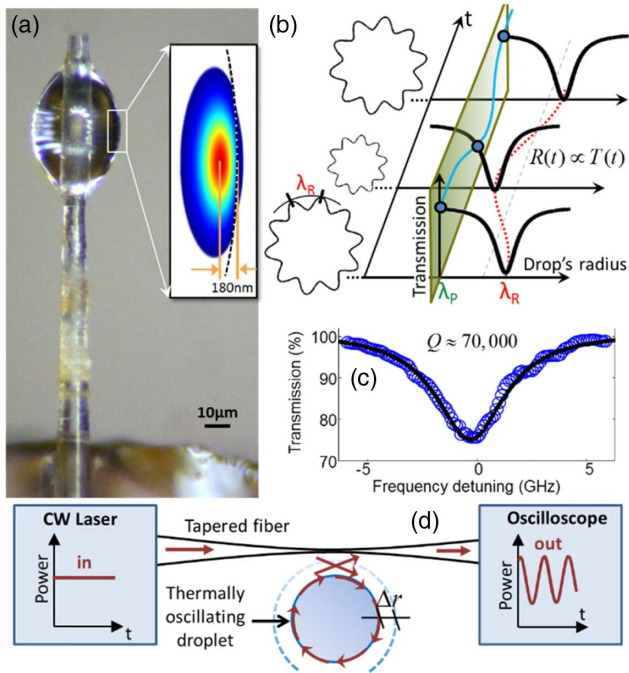 (a)
180nm
10μm
(b)
t
R(t) ∝ T(t)
λR
Transmission
Drop's radius
λP
λR
Transmission (%)
100
90
80
70
Q ≈ 70,000
(c)
-5
0
5
Frequency detuning (GHz)
(d)
CW Laser
Power
in
t
Tapered fiber
Thermally
oscillating
droplet
Δr
Oscilloscope
Power
out
t